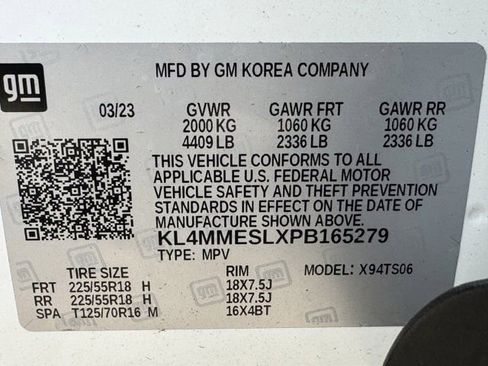 gm
MFD BY GM KOREA COMPANY
03/23 GVWR GAWR FRT GAWR RR
2000 KG 1060 KG 1060 KG
4409 LB 2336 LB 2336 LB
THIS VEHICLE CONFORMS TO ALL
APPLICABLE U.S. FEDERAL MOTOR
VEHICLE SAFETY AND THEFT PREVENTION
STANDARDS IN EFFECT ON THE DATE OF
MANUFACTURE SHOWN ABOVE.
KL4MMESLXPB165279
TYPE: MPV MODEL: X94TS06
TIRE SIZE RIM
FRT 225/55R18 H 18X7.5J
RR 225/55R18 H 18X7.5J
SPA T125/70R16 M 16X4BT